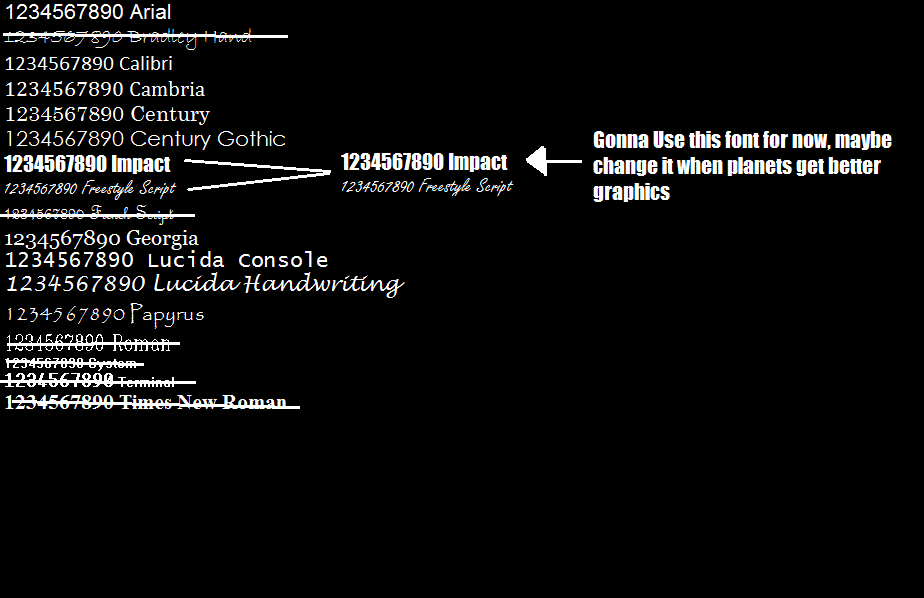 1234567890 Arial
1234567890 Bradley Hand
1234567890 Calibri
1234567890 Cambria
1234567890 Century
1234567890 Century Gothic
1234567890 Impact
1234567890 Freestyle Script
1234567890 French Script
1234567890 Georgia
1234567890 Lucida Console
1234567890 Lucida Handwriting
1234567890 Papyrus
1234567890 Roman
1234567890 System
1234567890 Terminal
1234567890 Times New Roman
1234567890 Impact
1234567890 Freestyle Script
Gonna Use this font for now, maybe
change it when planets get better
graphics